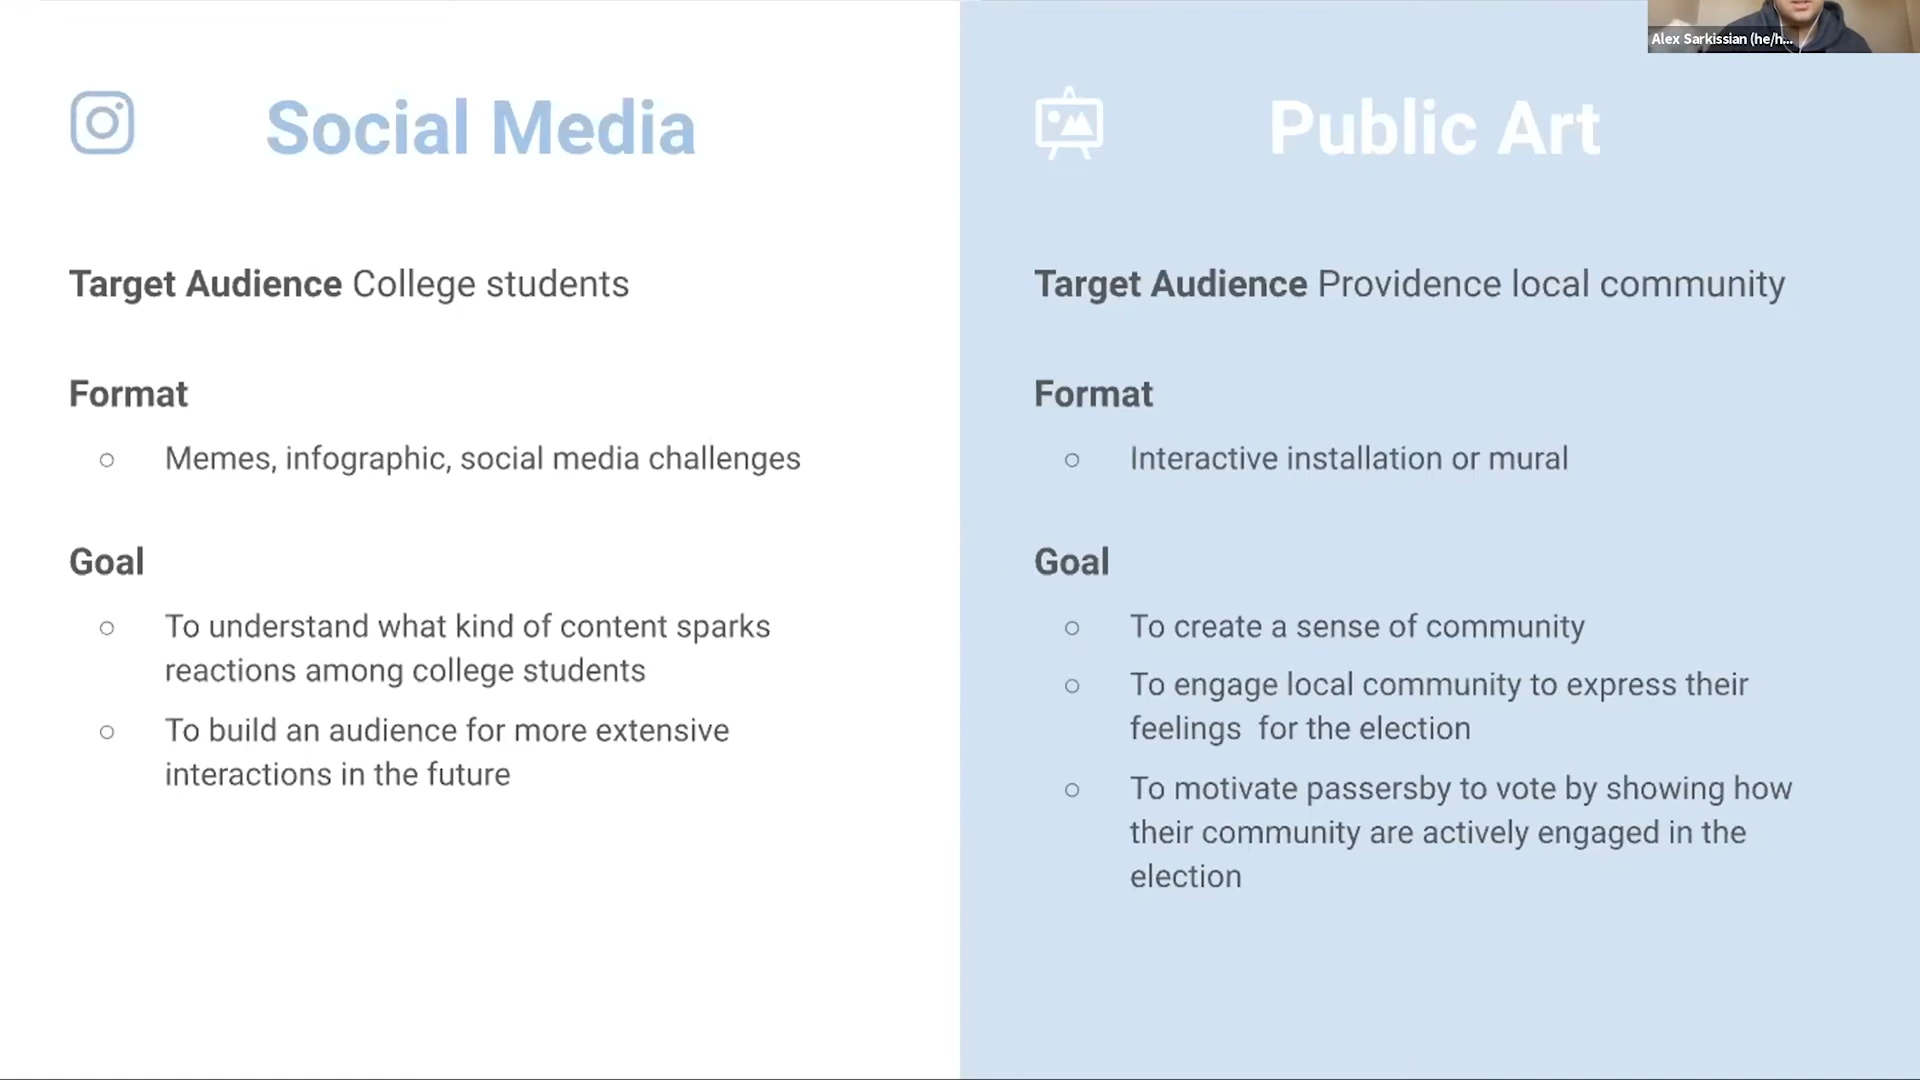 Alex Sarkissian (he/h...
Social Media
Target Audience College students
Format
○ Memes, infographic, social media challenges
Goal
○ To understand what kind of content sparks
reactions among college students
○ To build an audience for more extensive
interactions in the future
Public Art
Target Audience Providence local community
Format
○ Interactive installation or mural
Goal
○ To create a sense of community
○ To engage local community to express their
feelings  for the election
○ To motivate passersby to vote by showing how
their community are actively engaged in the
election